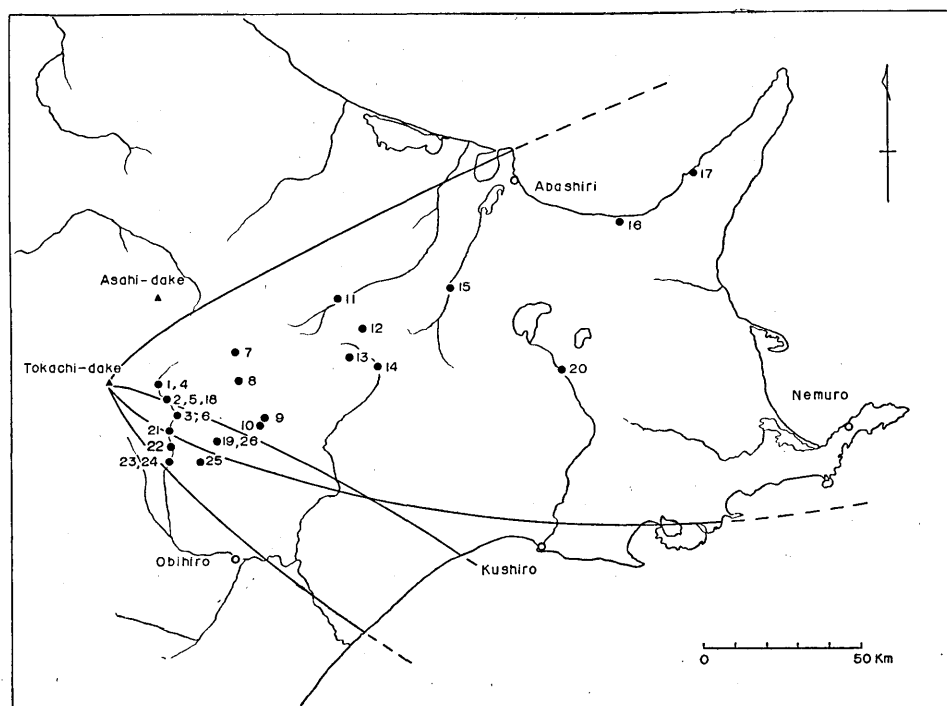 Abashiri
17
16
Asahi-dake
11
15
12
7
13
14
Tokachi-dake
8
1, 4
20
2, 5, 18
3, 6
9
10
21
19, 26
Nemuro
22
23, 24
25
Obihiro
Kushiro
0
50 Km